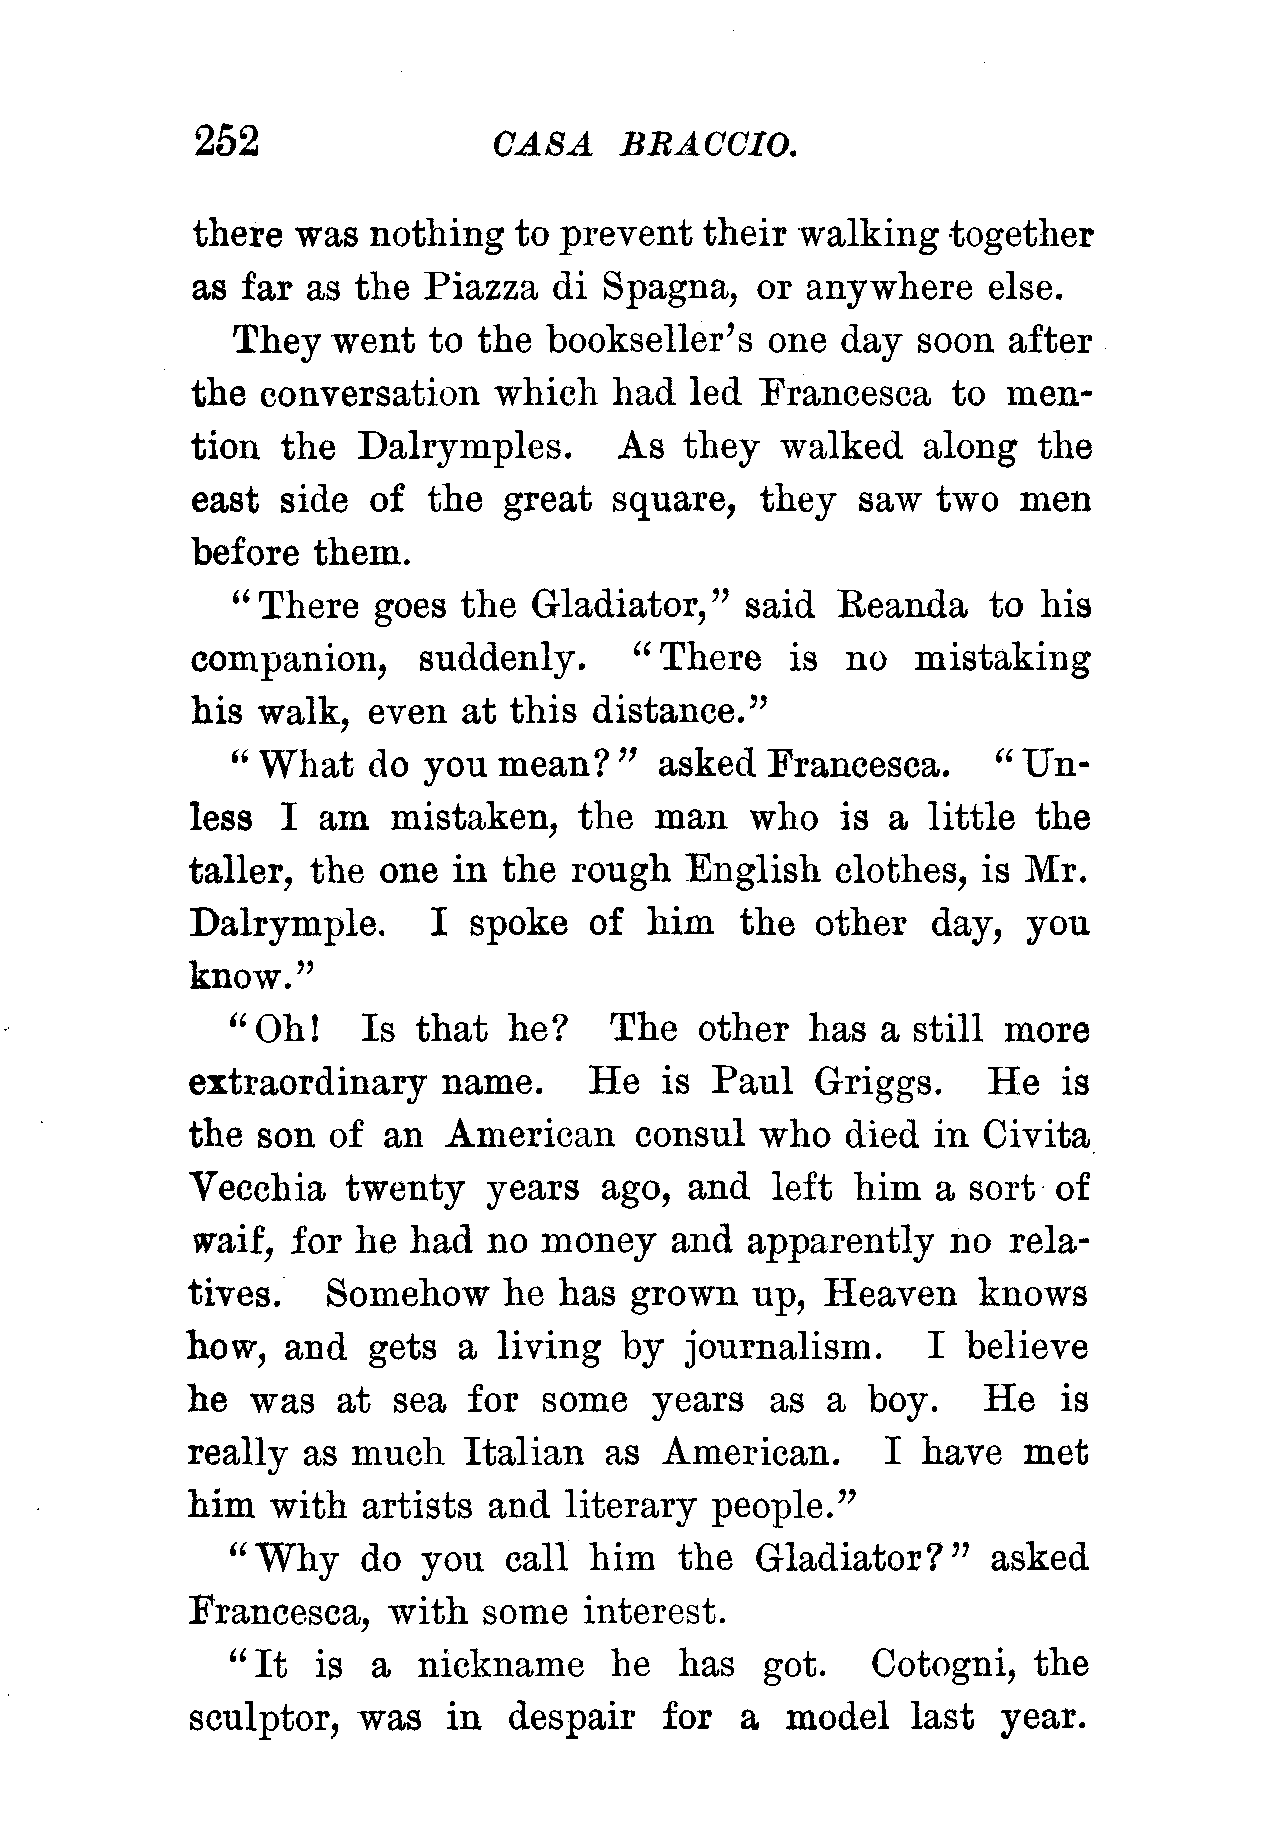 252 CASA BRACCIO.
there was nothing to prevent their walking together
as far as the Piazza di Spagna, or anywhere else.
They went to the bookseller's one day soon after
the conversation which had led Francesca to men-
tion the Dalrymples. As they walked along the
east side of the great square, they saw two men
before them.
"There goes the Gladiator," said Reanda to his
companion, suddenly. "There is no mistaking
his walk, even at this distance."
"What do you mean?" asked Francesca. "Un-
less I am mistaken, the man who is a little the
taller, the one in the rough English clothes, is Mr.
Dalrymple. I spoke of him the other day, you
know."
"Oh! Is that he? The other has a still more
extraordinary name. He is Paul Griggs. He is
the son of an American consul who died in Civita
Vecchia twenty years ago, and left him a sort of
waif, for he had no money and apparently no rela-
tives. Somehow he has grown up, Heaven knows
how, and gets a living by journalism. I believe
he was at sea for some years as a boy. He is
really as much Italian as American. I have met
him with artists and literary people."
"Why do you call him the Gladiator?" asked
Francesca, with some interest.
"It is a nickname he has got. Cotogni, the
sculptor, was in despair for a model last year.